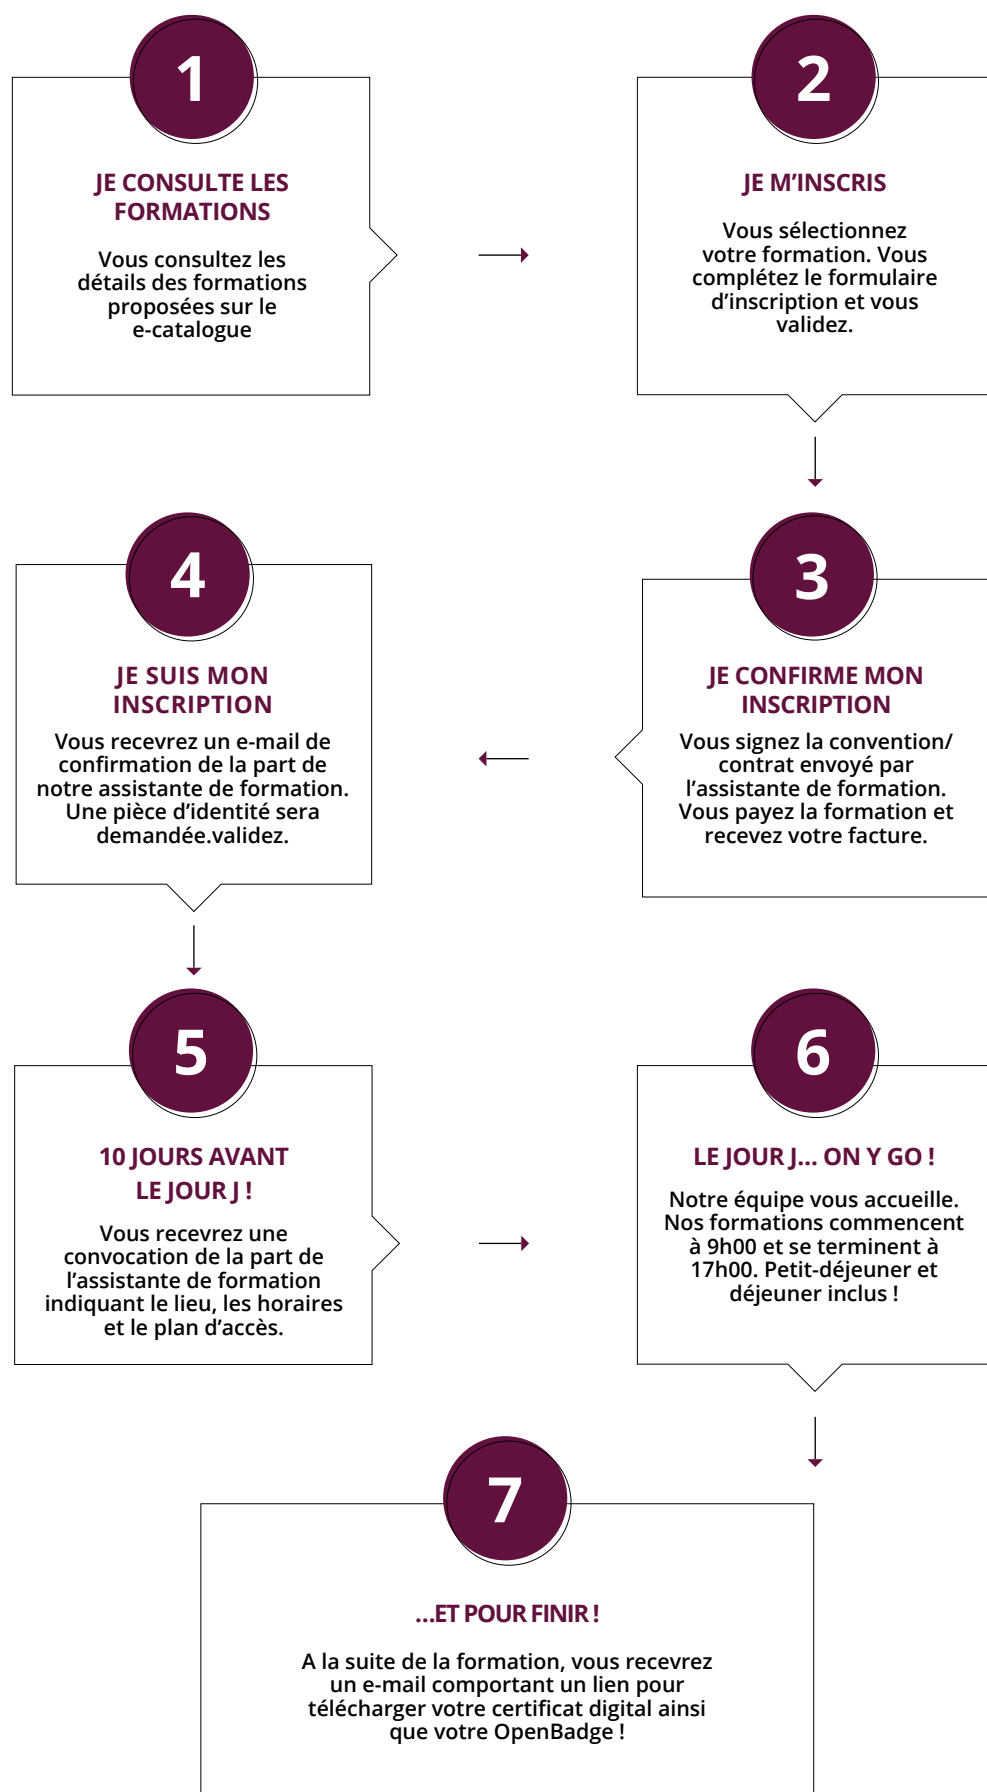 1
JE CONSULTE LES
FORMATIONS
Vous consultez les
détails des formations
proposées sur le
e-catalogue
2
JE M’INSCRIS
Vous sélectionnez
votre formation. Vous
complétez le formulaire
d’inscription et vous
validez.
3
JE CONFIRME MON
INSCRIPTION
Vous signez la convention/
contrat envoyé par
l’assistante de formation.
Vous payez la formation et
recevez votre facture.
4
JE SUIS MON
INSCRIPTION
Vous recevrez un e-mail de
confirmation de la part de
notre assistante de formation.
Une pièce d’identité sera
demandée.validez.
5
10 JOURS AVANT
LE JOUR J !
Vous recevrez une
convocation de la part de
l’assistante de formation
indiquant le lieu, les horaires
et le plan d’accès.
6
LE JOUR J... ON Y GO !
Notre équipe vous accueille.
Nos formations commencent
à 9h00 et se terminent à
17h00. Petit-déjeuner et
déjeuner inclus !
7
...ET POUR FINIR !
A la suite de la formation, vous recevrez
un e-mail comportant un lien pour
télécharger votre certificat digital ainsi
que votre OpenBadge !